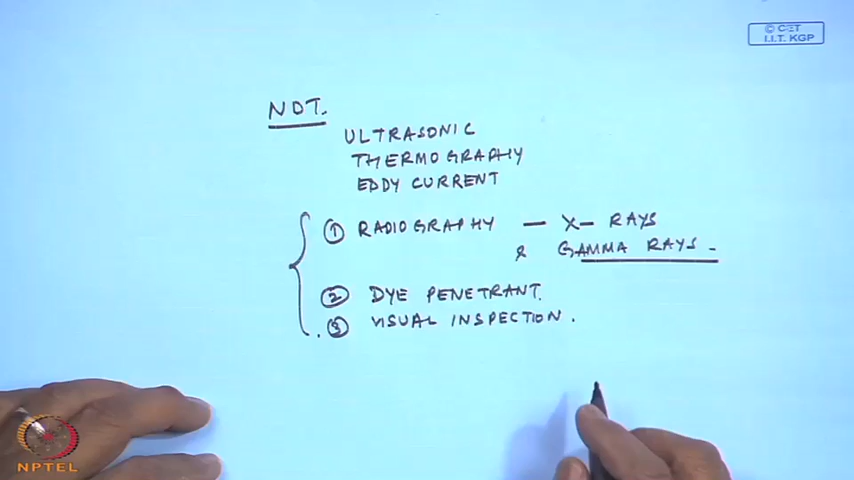 © CET
I.I.T. KGP
NDT.
ULTRASONIC
THERMOGRAPHY
EDDY CURRENT
① RADIOGRAPHY — X- RAYS
& GAMMA RAYS -
② DYE PENETRANT.
③ VISUAL INSPECTION.
NPTEL